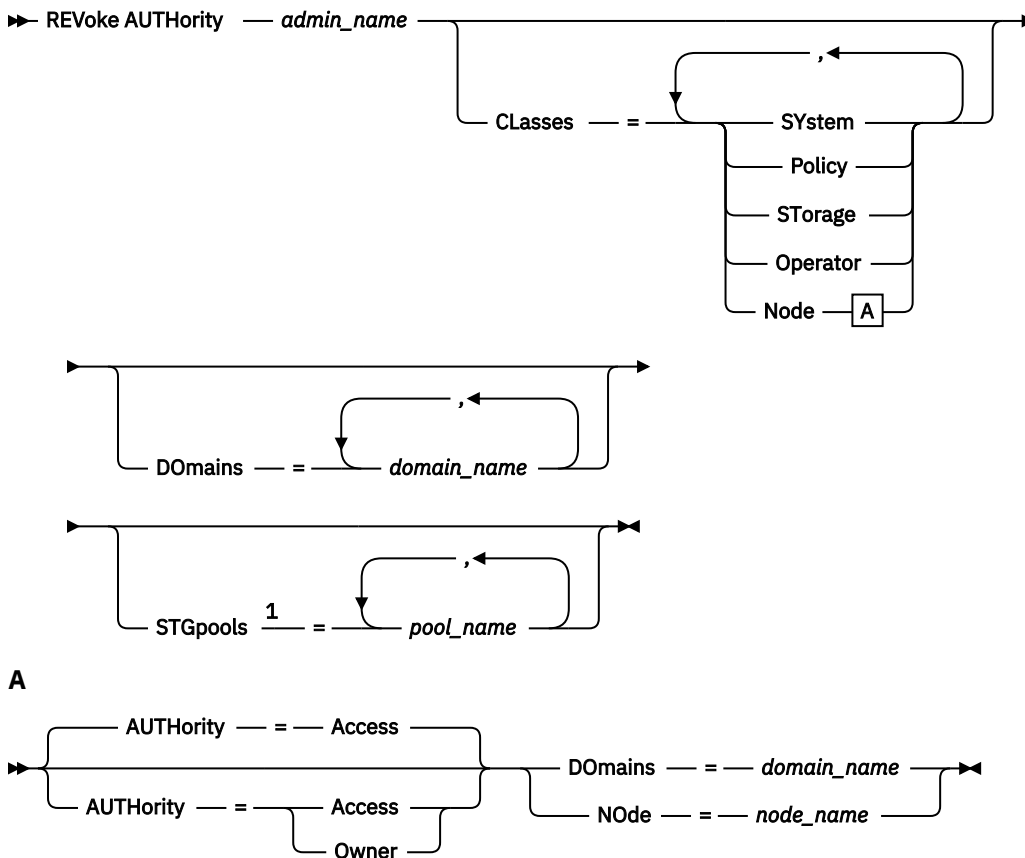 REVoke AUTHority admin_name
,
CLasses = SYstem
Policy
STorage
Operator
Node A
,
DOmains = domain_name
,
STGpools 1 = pool_name
A
AUTHority = Access
DOmains = domain_name
AUTHority = Access
NOde = node_name
Owner